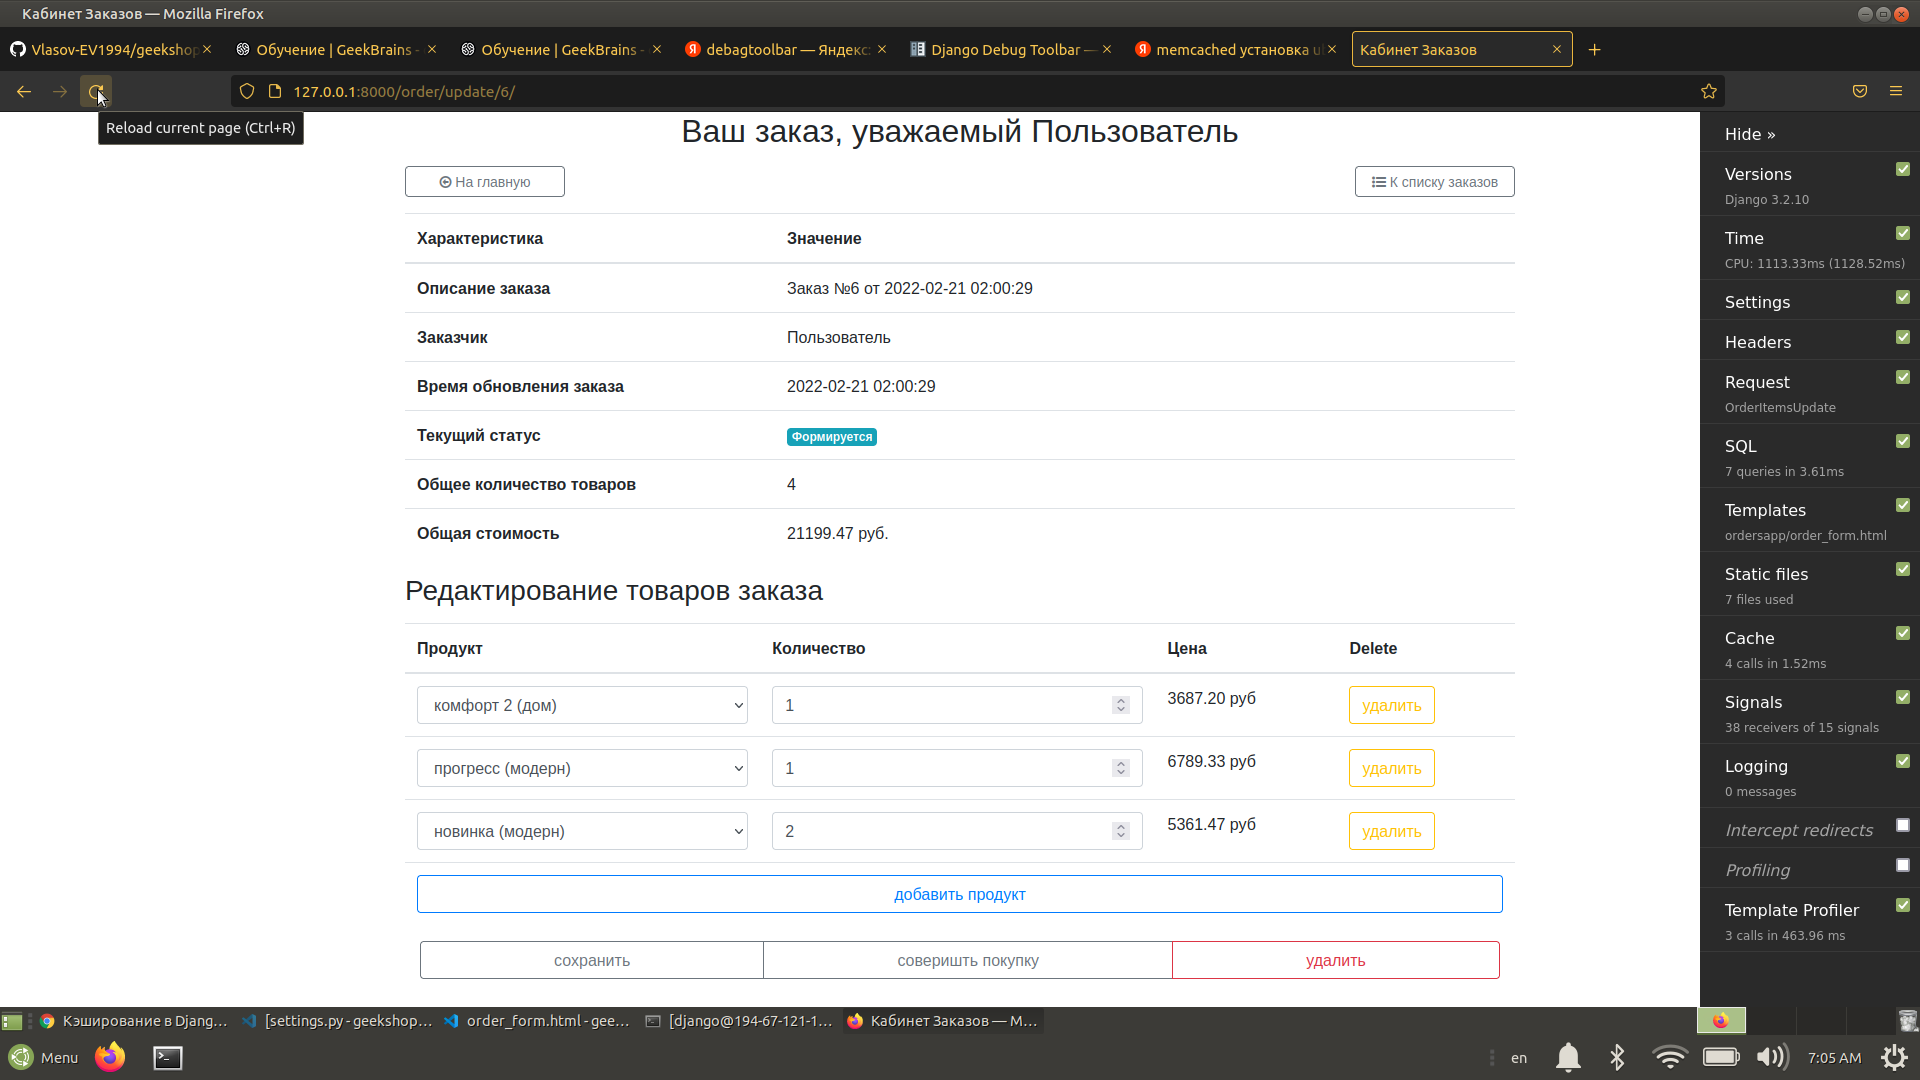 Кабинет Заказов — Mozilla Firefox
Vlasov-EV1994/geekshop
Обучение | GeekBrains -
Обучение | GeekBrains -
debagtoolbar — Яндекс:
Django Debug Toolbar —
memcached установка ul
Кабинет Заказов
127.0.0.1:8000/order/update/6/
Reload current page (Ctrl+R)
Ваш заказ, уважаемый Пользователь
На главную
К списку заказов
Характеристика Значение
Описание заказа Заказ №6 от 2022-02-21 02:00:29
Заказчик Пользователь
Время обновления заказа 2022-02-21 02:00:29
Текущий статус Формируется
Общее количество товаров 4
Общая стоимость 21199.47 руб.
Редактирование товаров заказа
Продукт Количество Цена Delete
комфорт 2 (дом) 1 3687.20 руб удалить
прогресс (модерн) 1 6789.33 руб удалить
новинка (модерн) 2 5361.47 руб удалить
добавить продукт
сохранить совершить покупку удалить
Hide »
Versions
Django 3.2.10
Time
CPU: 1113.33ms (1128.52ms)
Settings
Headers
Request
OrderItemsUpdate
SQL
7 queries in 3.61ms
Templates
ordersapp/order_form.html
Static files
7 files used
Cache
4 calls in 1.52ms
Signals
38 receivers of 15 signals
Logging
0 messages
Intercept redirects
Profiling
Template Profiler
3 calls in 463.96 ms
Кэширование в Djang...
[settings.py - geekshop...
order_form.html - gee...
[django@194-67-121-1...
Кабинет Заказов — M...
Menu
en
7:05 AM